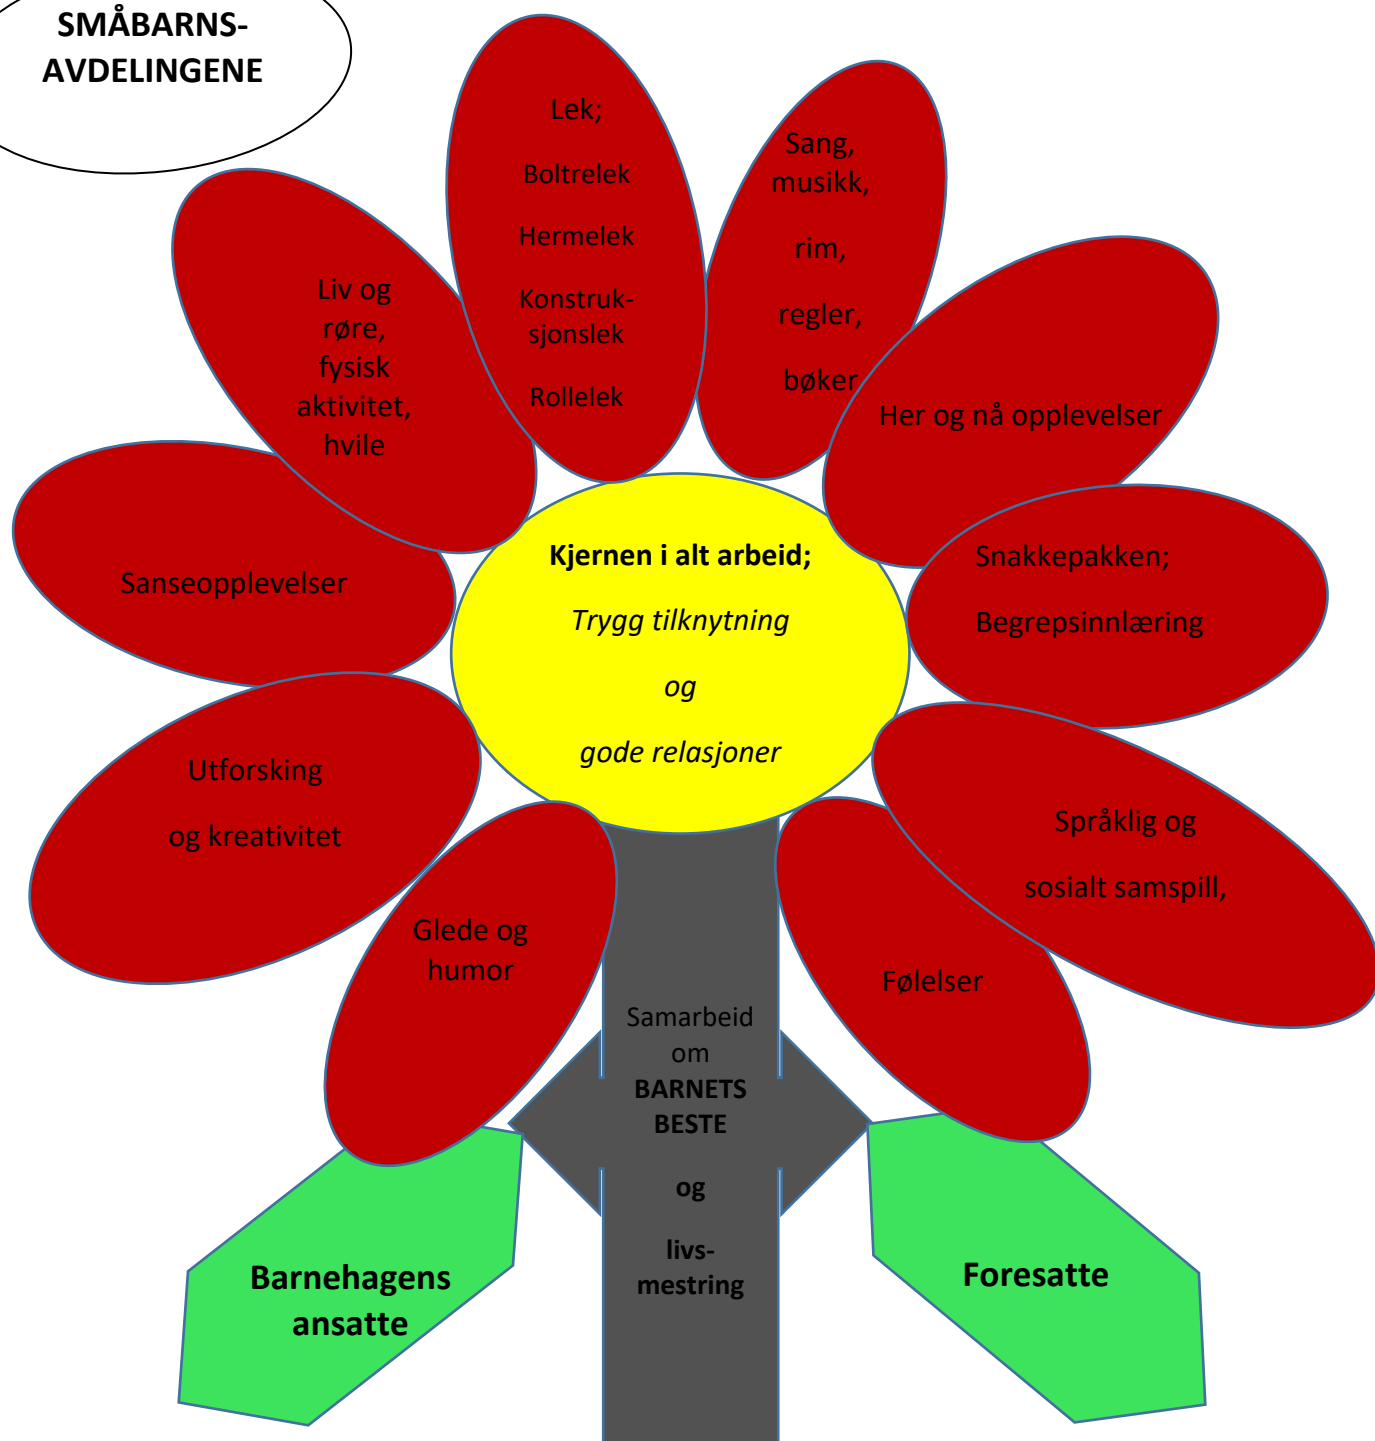 SMÅBARNS-
AVDELINGENE
Lek;
Boltrelek
Hermelek
Konstruk-
sjonslek
Rollelek
Sang,
musikk,
rim,
regler,
bøker
Liv og
røre,
fysisk
aktivitet,
hvile
Her og nå opplevelser
Sanseopplevelser
Kjernen i alt arbeid;
Trygg tilknytning
og
gode relasjoner
Snakkepakken;
Begrepsinnlæring
Utforsking
og kreativitet
Språklig og
sosialt samspill,
Glede og
humor
Følelser
Samarbeid
om
BARNETS
BESTE
og
livs-
mestring
Barnehagens
ansatte
Foresatte